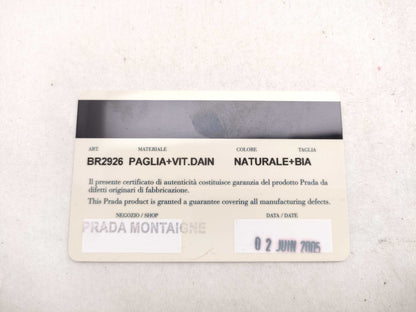 ART. MATERIALE COLORE TAGLIA
BR2926 PAGLIA+VIT.DAIN NATURALE+BIA
Il presente certificato di autenticità costituisce garanzia del prodotto Prada da
difetti originari di fabbricazione.
This Prada product is granted a guarantee covering all manufacturing defects.
NEGOZIO / SHOP DATA / DATE
PRADA MONTAIGNE 02 JUIN 2005